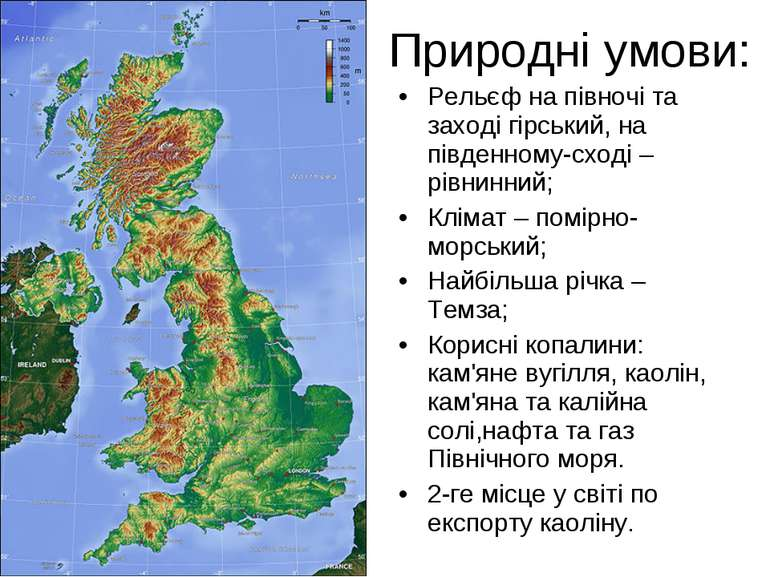 Atlantic
km
0 50 100
1400
1000
800
600
400
200
50
0
m
Ocean
North Sea
DUBLIN
IRELAND
LONDON
FRANCE
Природні умови:
• Рельєф на півночі та
заході гірський, на
південному-сході –
рівнинний;
• Клімат – помірно-
морський;
• Найбільша річка –
Темза;
• Корисні копалини:
кам'яне вугілля, каолін,
кам'яна та калійна
солі,нафта та газ
Північного моря.
• 2-ге місце у світі по
експорту каоліну.